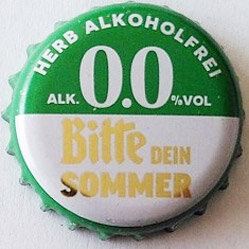 HERB ALKOHOLFREI
ALK. 0.0 %VOL
Bitte DEIN
SOMMER